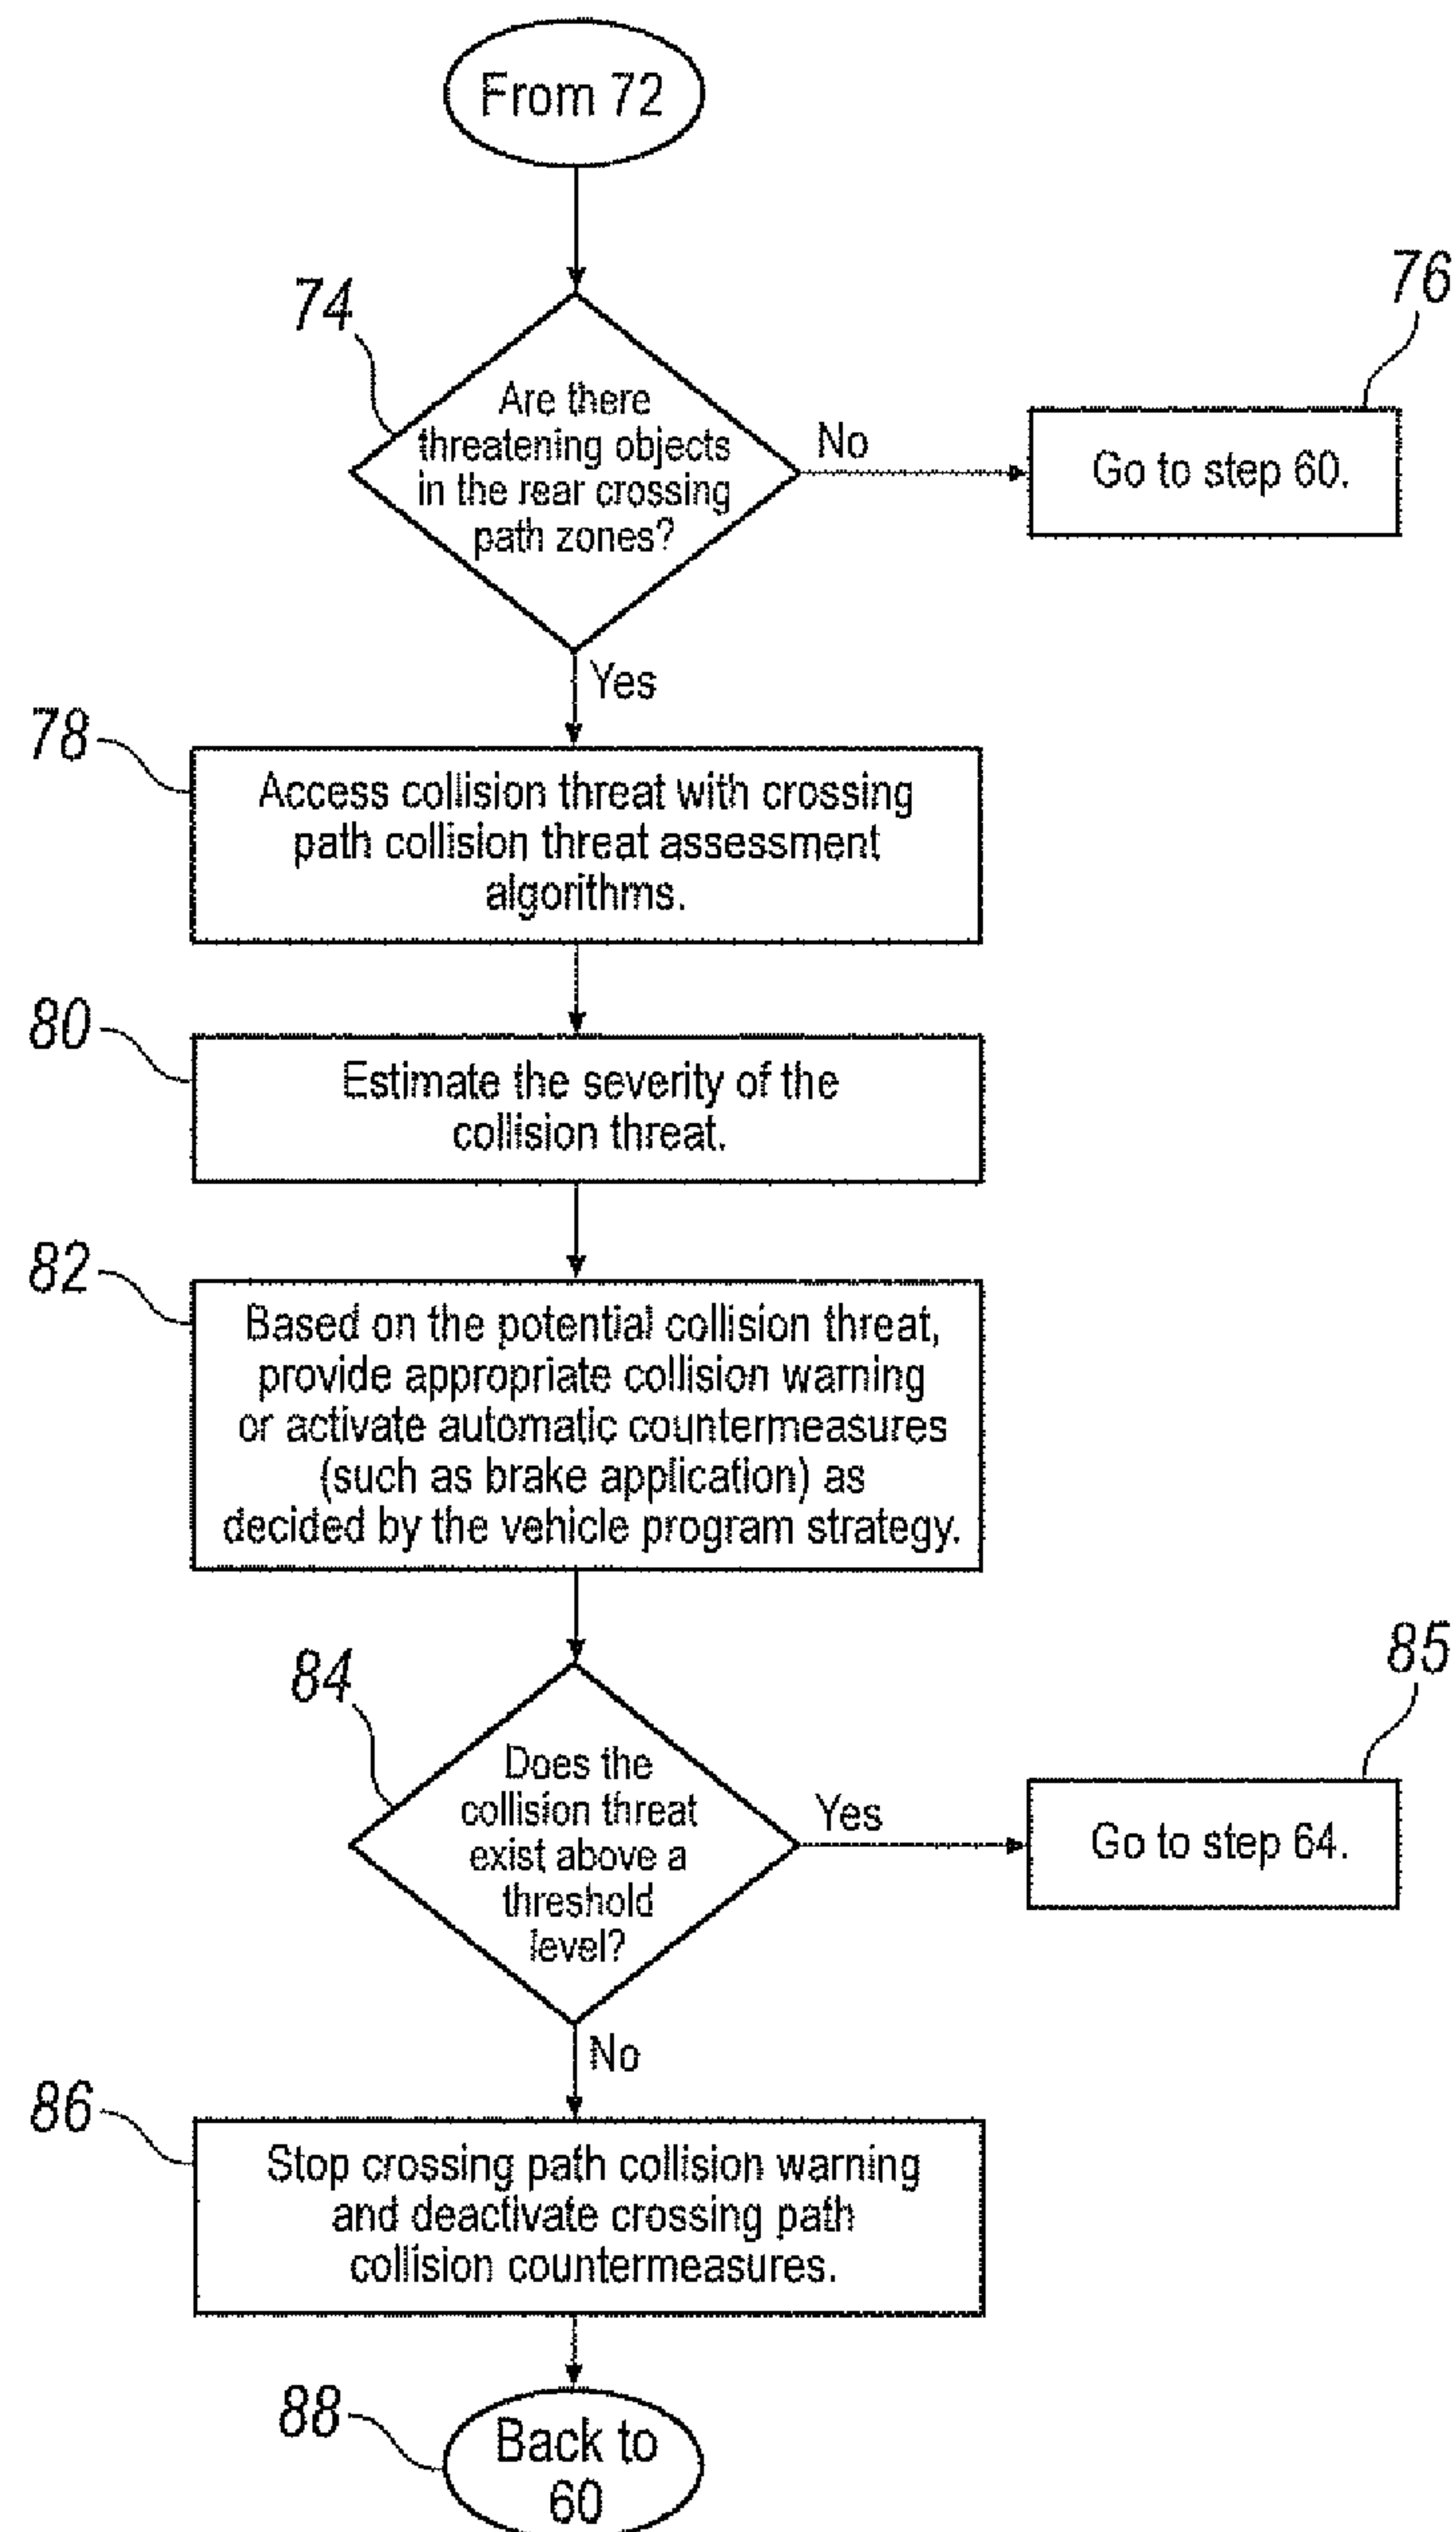 From 72
74
Are there
threatening objects
in the rear crossing
path zones?
No
76
Go to step 60.
Yes
78
Access collision threat with crossing
path collision threat assessment
algorithms.
80
Estimate the severity of the
collision threat.
82
Based on the potential collision threat,
provide appropriate collision warning
or activate automatic countermeasures
(such as brake application) as
decided by the vehicle program strategy.
84
Does the
collision threat
exist above a
threshold
level?
Yes
85
Go to step 64.
No
86
Stop crossing path collision warning
and deactivate crossing path
collision countermeasures.
88
Back to
60